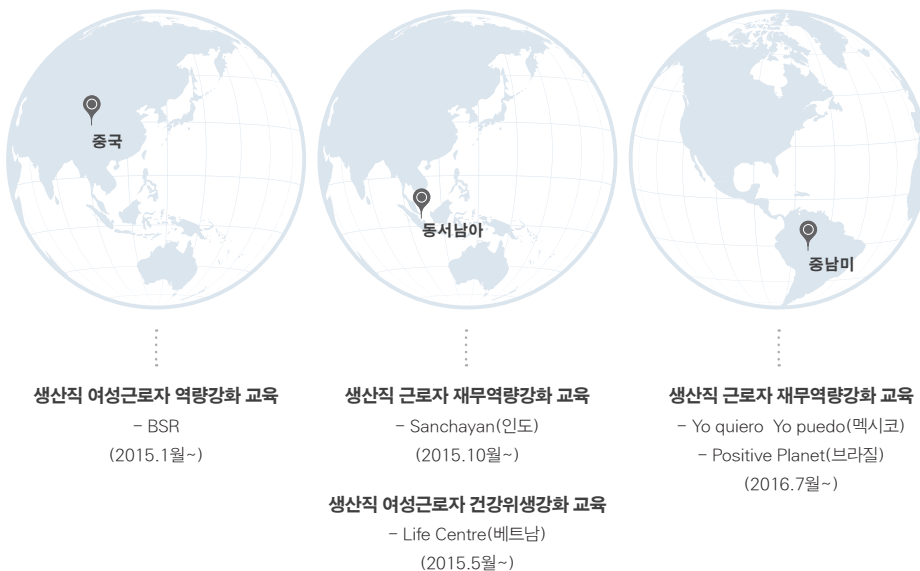 중국
생산직 여성근로자 역량강화 교육
– BSR
(2015.1월~)
동서남아
생산직 근로자 재무역량강화 교육
– Sanchayan(인도)
(2015.10월~)
생산직 여성근로자 건강위생강화 교육
– Life Centre(베트남)
(2015.5월~)
중남미
생산직 근로자 재무역량강화 교육
– Yo quiero Yo puedo(멕시코)
– Positive Planet(브라질)
(2016.7월~)